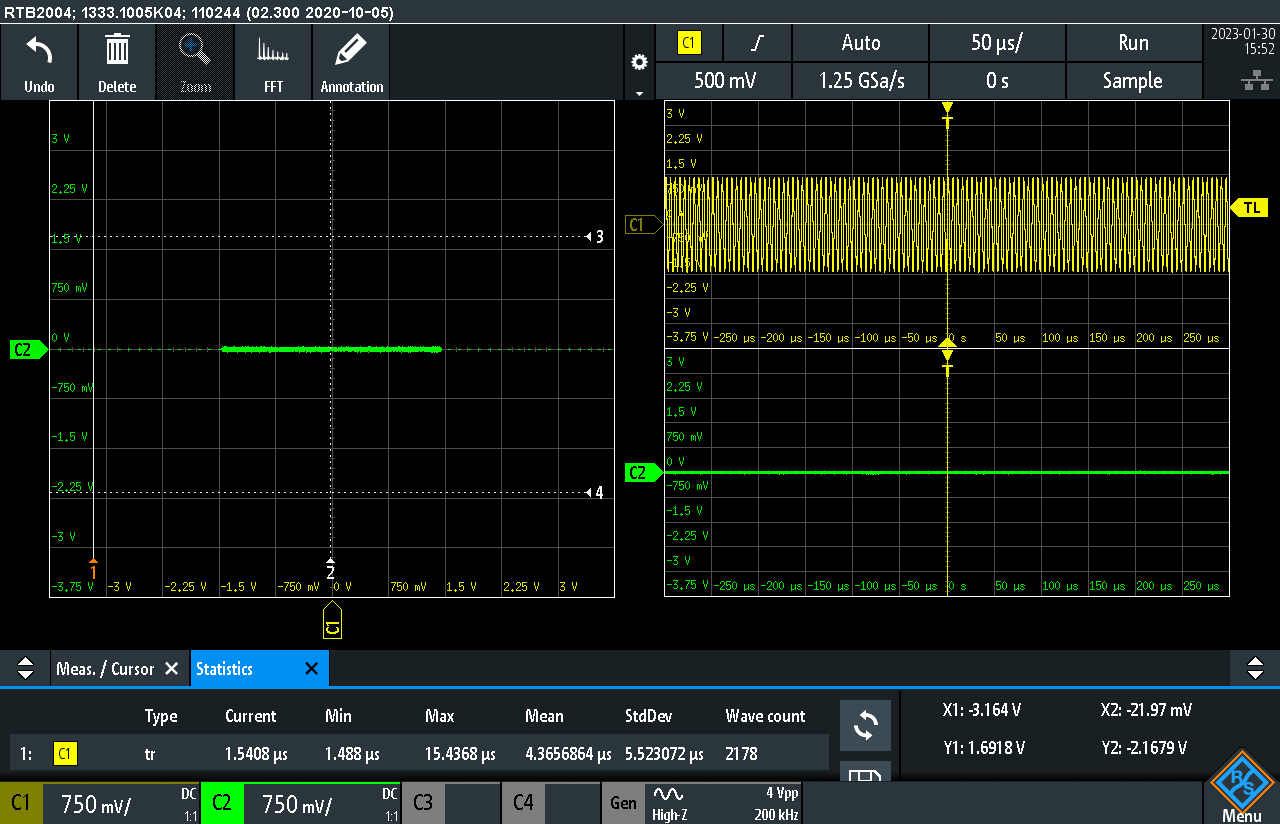 RTB2004; 1333.1005K04; 110244 (02.300 2020-10-05)
Undo
Delete
Zoom
FFT
Annotation
C1
Auto
50 µs/
Run
2023-01-30
15:52
500 mV
1.25 GSa/s
0 s
Sample
3 V
2.25 V
1.5 V
750 mV
0 V
-750 mV
-1.5 V
-2.25 V
-3 V
-3.75 V
-3 V
-2.25 V
-1.5 V
-750 mV
0 V
750 mV
1.5 V
2.25 V
3 V
3
4
1
2
C2
C1
3 V
2.25 V
1.5 V
-2.25 V
-3 V
-3.75 V
-250 µs
-200 µs
-150 µs
-100 µs
-50 µs
0 s
50 µs
100 µs
150 µs
200 µs
250 µs
T
TL
C1
3 V
2.25 V
1.5 V
750 mV
0 V
-750 mV
-1.5 V
-2.25 V
-3 V
-3.75 V
-250 µs
-200 µs
-150 µs
-100 µs
-50 µs
0 s
50 µs
100 µs
150 µs
200 µs
250 µs
T
C2
Meas. / Cursor
Statistics
Type Current Min Max Mean StdDev Wave count
1: C1 tr 1.5408 µs 1.488 µs 15.4368 µs 4.3656864 µs 5.523072 µs 2178
X1: -3.164 V X2: -21.97 mV
Y1: 1.6918 V Y2: -2.1679 V
C1 750 mV/ DC 1:1
C2 750 mV/ DC 1:1
C3
C4
Gen High-Z 4 Vpp 200 kHz
R&S
Menu